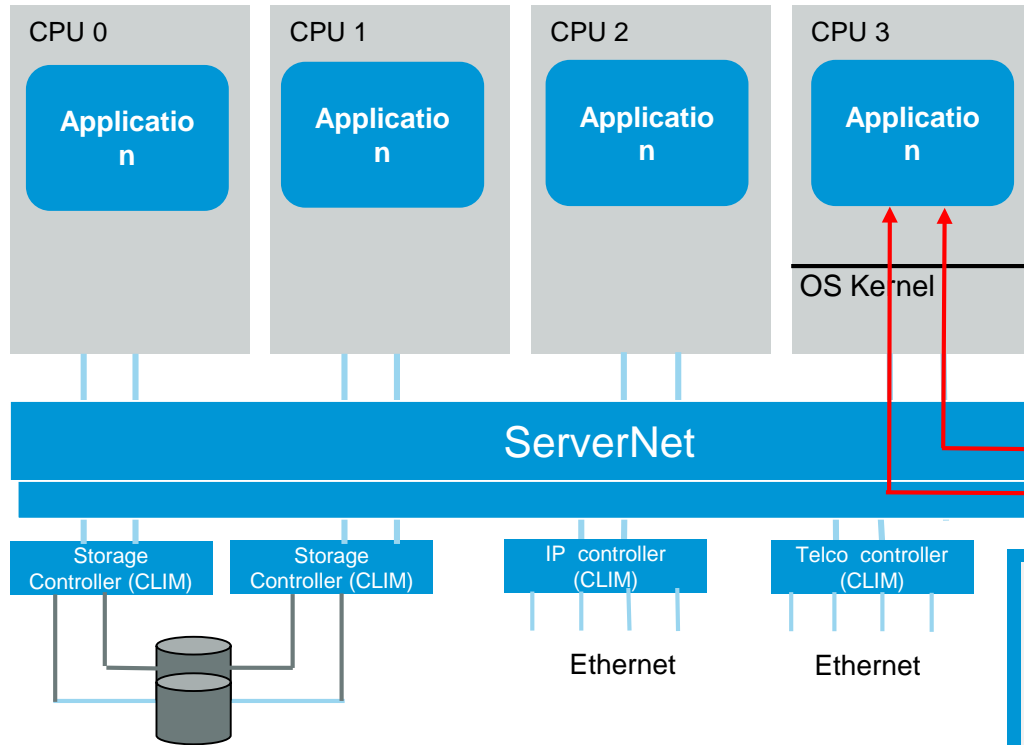 CPU 0
CPU 1
CPU 2
CPU 3
Applicatio
n
Applicatio
n
Applicatio
n
Applicatio
n
OS Kernel
ServerNet
Storage
Controller (CLIM)
Storage
Controller (CLIM)
IP controller
(CLIM)
Telco controller
(CLIM)
Ethernet
Ethernet